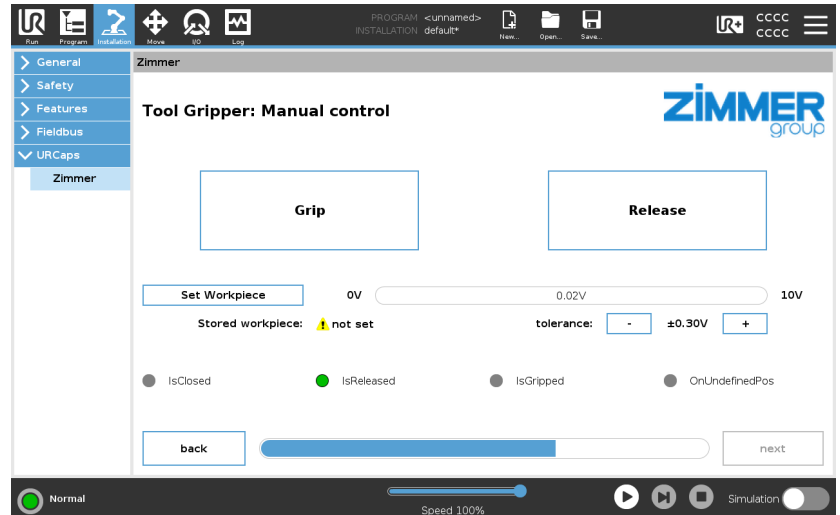 PROGRAM <unnamed>
INSTALLATION default*
CCCC
CCCC
Run Program Installation Move I/O Log New... Open... Save...
General
Zimmer
Safety
Features
Fieldbus
URCaps
Zimmer
Tool Gripper: Manual control
ZIMMER
group
Grip
Release
Set Workpiece
0V
0.02V
10V
Stored workpiece:
not set
tolerance:
-
±0.30V
+
IsClosed
IsReleased
IsGripped
OnUndefinedPos
back
next
Normal
Speed 100%
Simulation